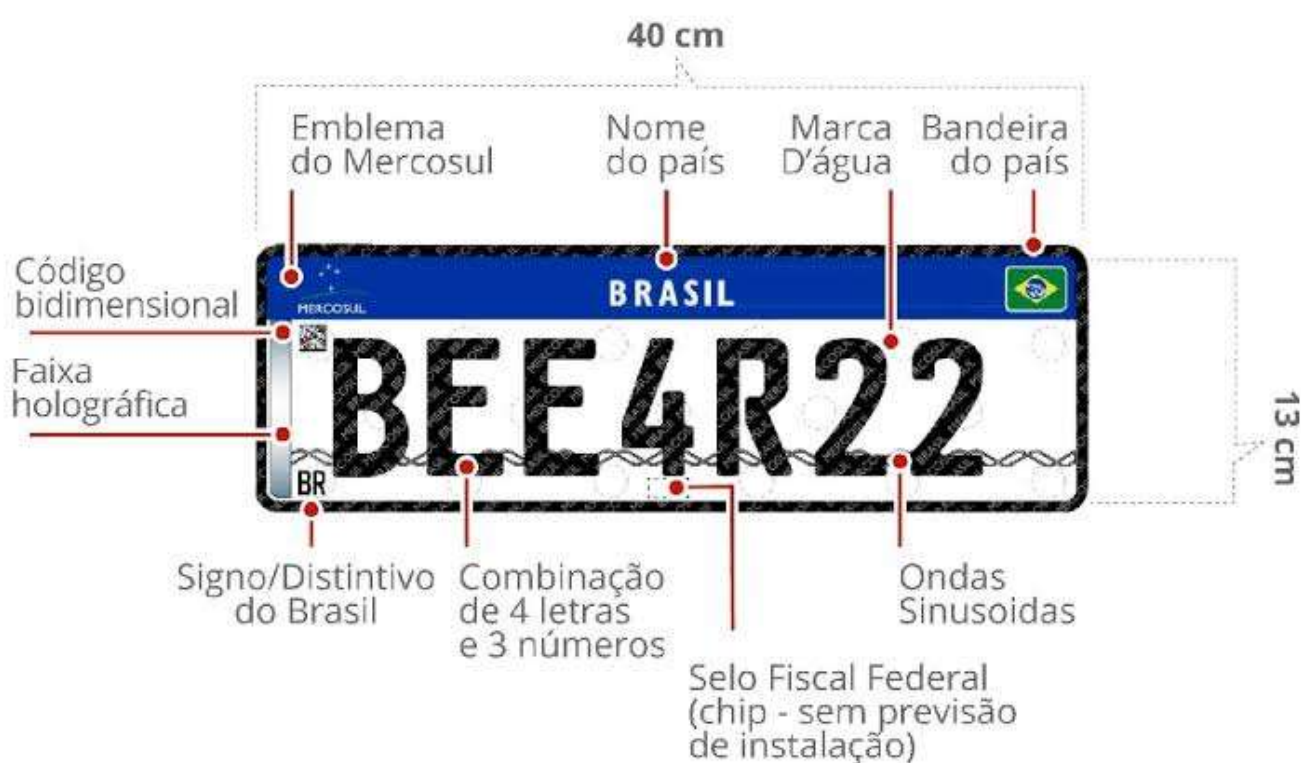 40 cm
Emblema
do Mercosul
Nome
do país
Marca
D'água
Bandeira
do país
Código
bidimensional
Faixa
holográfica
MERCOSUL
BRASIL
BEE4R22
BR
13 cm
Signo/Distintivo
do Brasil
Combinação
de 4 letras
e 3 números
Ondas
Sinusoidas
Selo Fiscal Federal
(chip - sem previsão
de instalação)